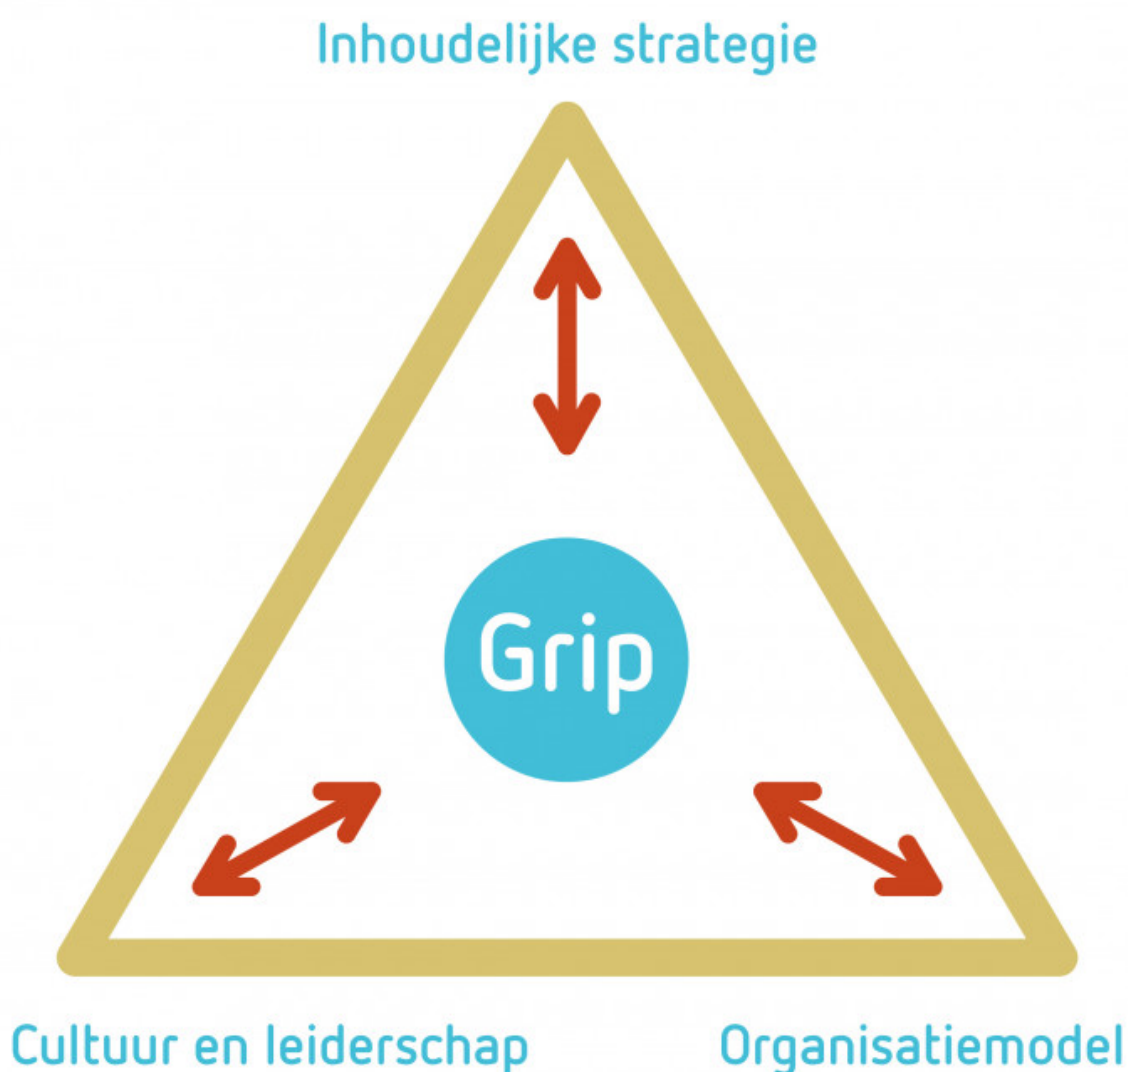 Inhoudelijke strategie
Grip
Cultuur en leiderschap
Organisatiemodel